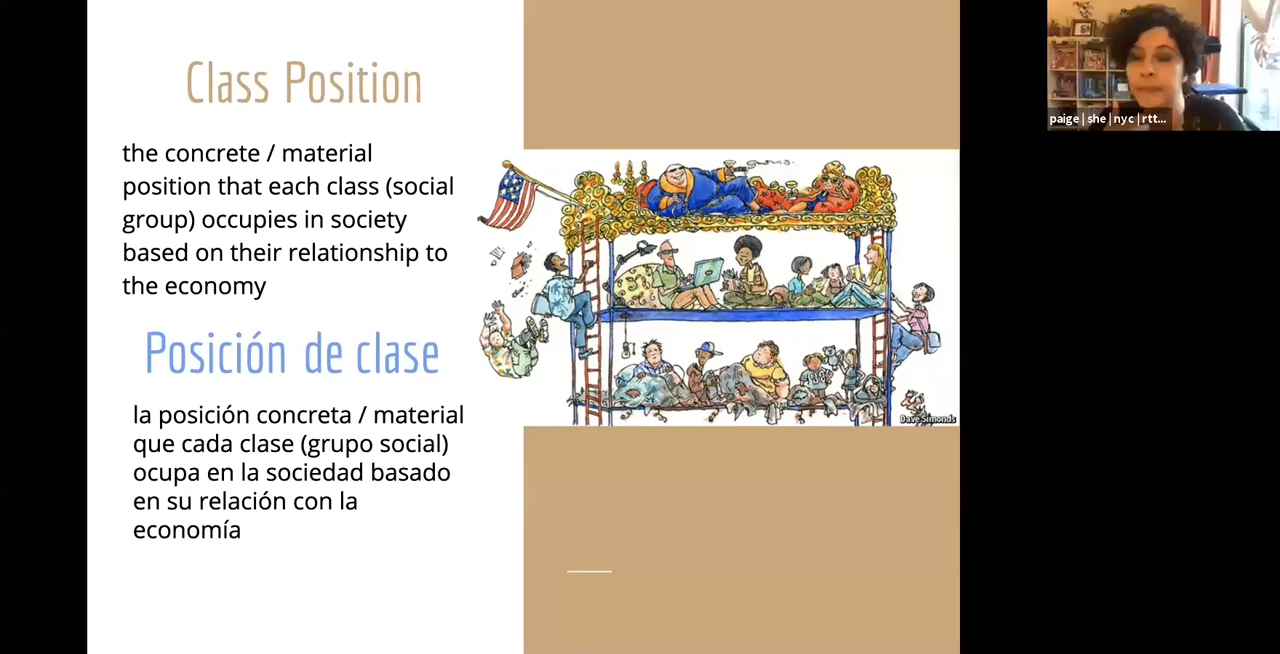 Class Position
the concrete / material
position that each class (social
group) occupies in society
based on their relationship to
the economy
Posición de clase
la posición concreta / material
que cada clase (grupo social)
ocupa en la sociedad basado
en su relación con la
economía
Dave Simonds
paige | she | nyc | rtt...